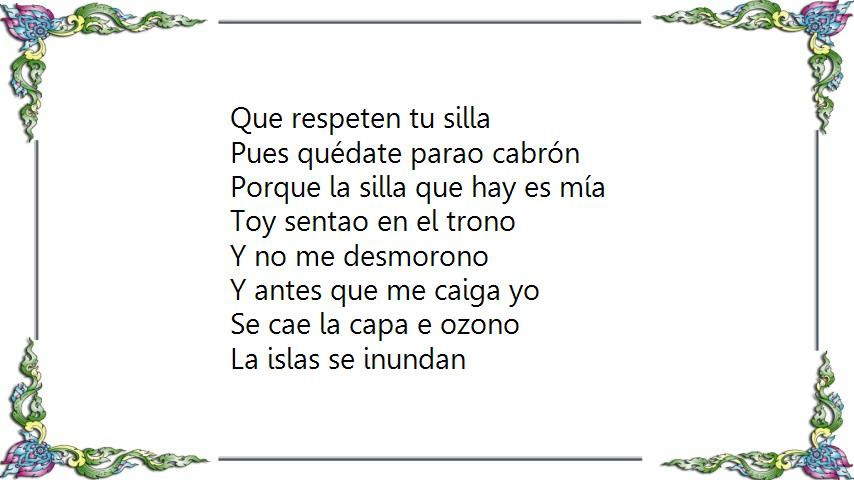 Que respeten tu silla
Pues quédate parao cabrón
Porque la silla que hay es mía
Toy sentao en el trono
Y no me desmorono
Y antes que me caiga yo
Se cae la capa e ozono
La islas se inundan